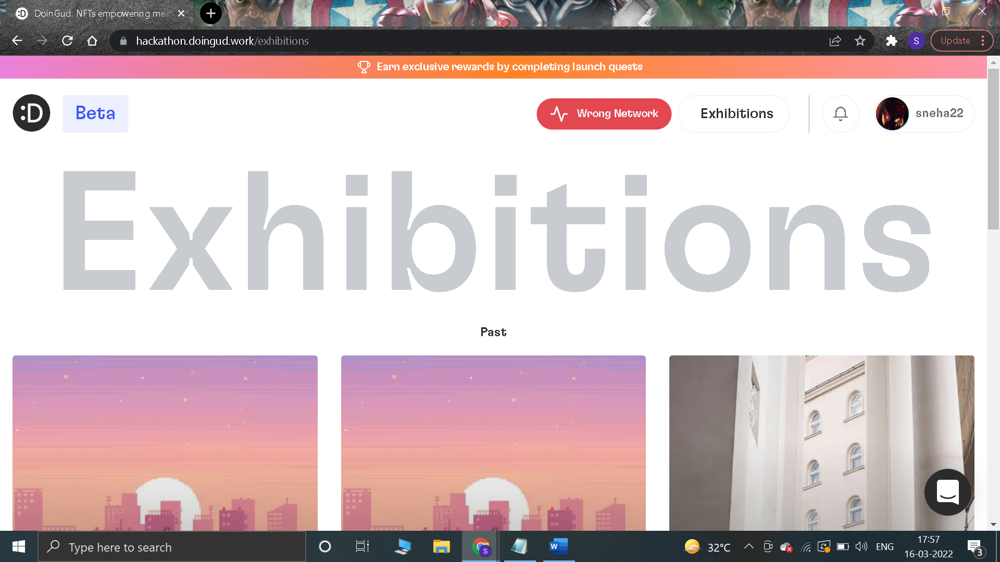 :D DoinGud: NFTs empowering mea
hackathon.doingud.work/exhibitions
S
Update
Earn exclusive rewards by completing launch quests
:D
Beta
Wrong Network
Exhibitions
sneha22
Exhibitions
Past
Type here to search
S
W
32°C
ENG
17:57
16-03-2022
3